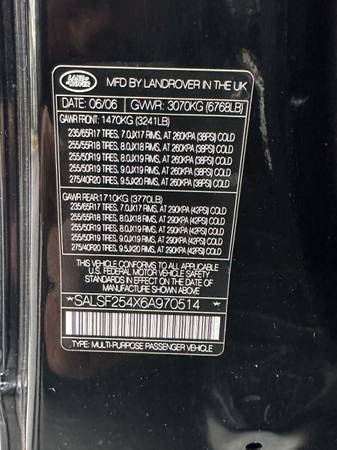 LAND ROVER
MFD BY LANDROVER IN THE UK
DATE: 06/06 GVWR: 3070KG (6768LB)
GAWR FRONT: 1470KG (3241LB)
235/65R17 TIRES, 7.0JX17 RIMS, AT 260KPA (38PSI) COLD
255/55R18 TIRES, 8.0JX18 RIMS, AT 260KPA (38PSI) COLD
255/50R19 TIRES, 8.0JX19 RIMS, AT 260KPA (38PSI) COLD
255/50R19 TIRES, 9.0JX19 RIMS, AT 260KPA (38PSI) COLD
275/40R20 TIRES, 9.5JX20 RIMS, AT 260KPA (38PSI) COLD
GAWR REAR:1710KG (3770LB)
235/65R17 TIRES, 7.0JX17 RIMS, AT 290KPA (42PSI) COLD
255/55R18 TIRES, 8.0JX18 RIMS, AT 290KPA (42PSI) COLD
255/50R19 TIRES, 8.0JX19 RIMS, AT 290KPA (42PSI) COLD
255/50R19 TIRES, 9.0JX19 RIMS, AT 290KPA (42PSI) COLD
275/40R20 TIRES, 9.5JX20 RIMS, AT 290KPA (42PSI) COLD
THIS VEHICLE CONFORMS TO ALL APPLICABLE
U.S. FEDERAL MOTOR VEHICLE SAFETY
STANDARDS IN EFFECT ON THE DATE OF
MANUFACTURE SHOWN ABOVE
*SALSF254X6A970514*
TYPE: MULTI-PURPOSE PASSENGER VEHICLE